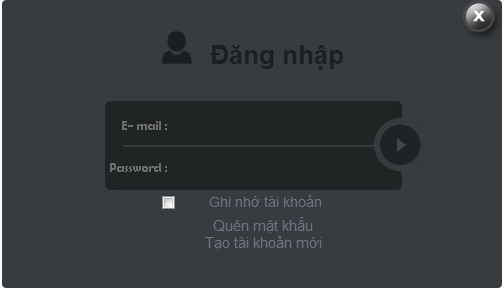 x
Đăng nhập
E- mail :
Password :
Ghi nhớ tài khoản
Quên mật khẩu
Tạo tài khoản mới